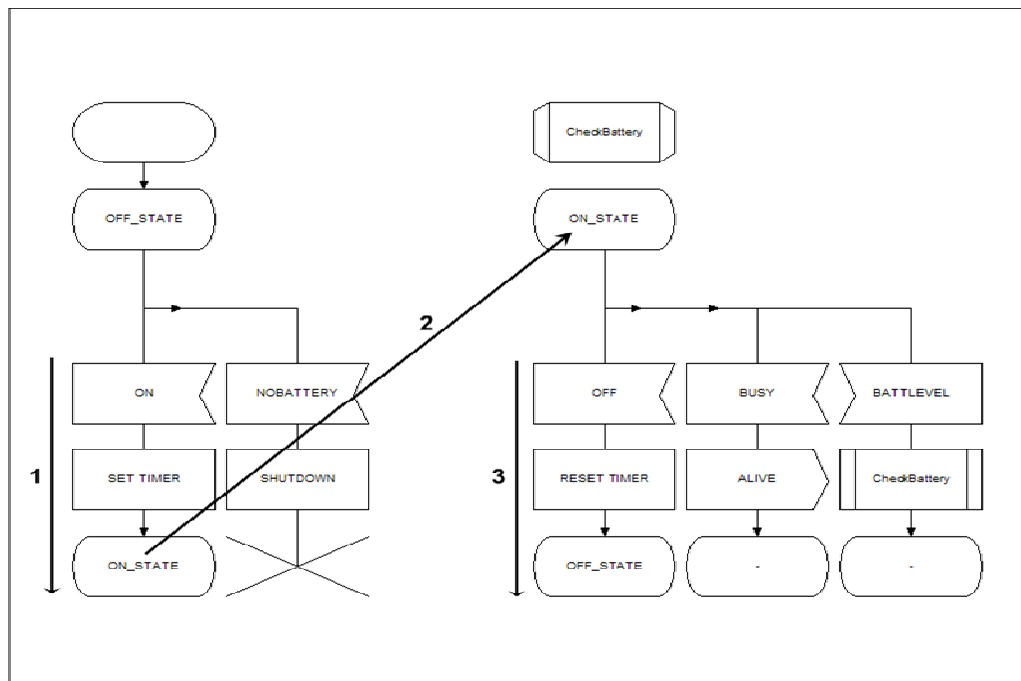 CheckBattery
OFF_STATE
ON_STATE
2
ON
NOBATTERY
OFF
BUSY
BATTLEVEL
1
SET TIMER
SHUTDOWN
3
RESET TIMER
ALIVE
CheckBattery
ON_STATE
OFF_STATE
-
-